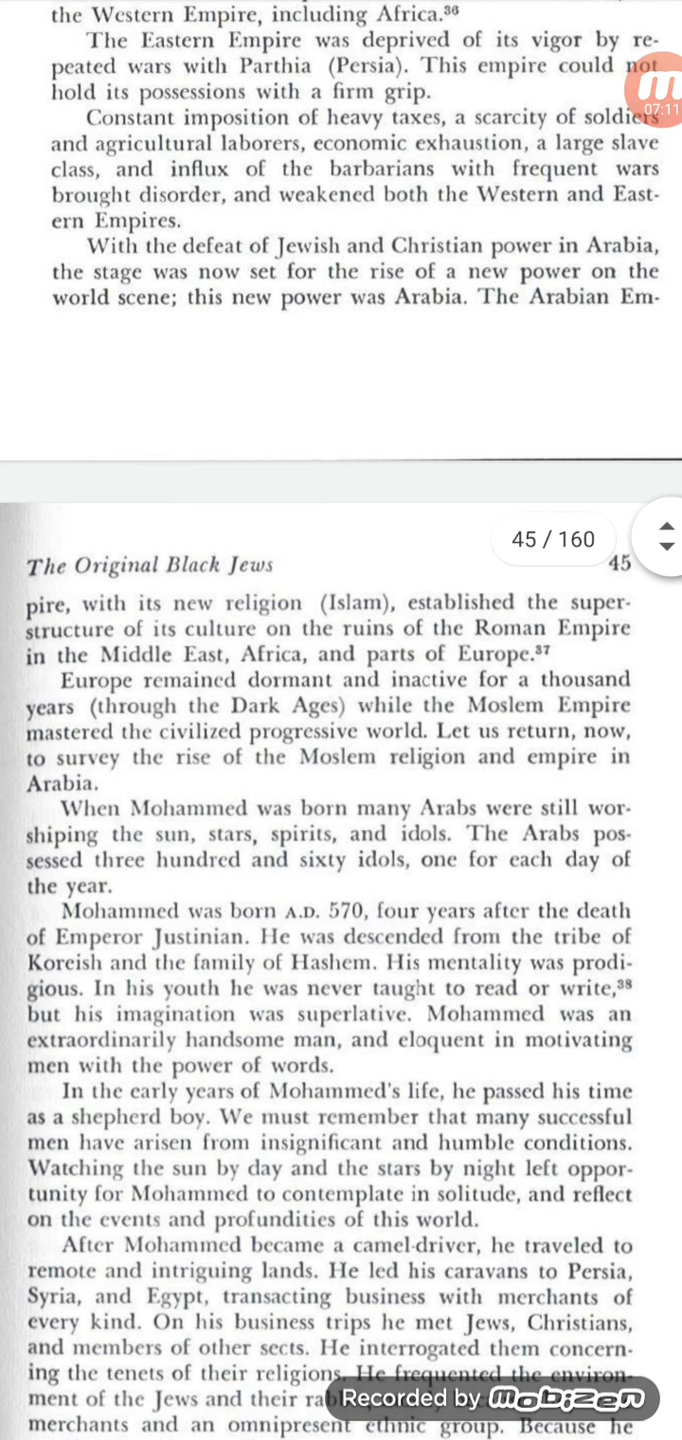 the Western Empire, including Africa.³⁶
The Eastern Empire was deprived of its vigor by re-
peated wars with Parthia (Persia). This empire could not
hold its possessions with a firm grip.
07:11
Constant imposition of heavy taxes, a scarcity of soldiers
and agricultural laborers, economic exhaustion, a large slave
class, and influx of the barbarians with frequent wars
brought disorder, and weakened both the Western and East-
ern Empires.
With the defeat of Jewish and Christian power in Arabia,
the stage was now set for the rise of a new power on the
world scene; this new power was Arabia. The Arabian Em-
45 / 160
The Original Black Jews 45
pire, with its new religion (Islam), established the super-
structure of its culture on the ruins of the Roman Empire
in the Middle East, Africa, and parts of Europe.³⁷
Europe remained dormant and inactive for a thousand
years (through the Dark Ages) while the Moslem Empire
mastered the civilized progressive world. Let us return, now,
to survey the rise of the Moslem religion and empire in
Arabia.
When Mohammed was born many Arabs were still wor-
shiping the sun, stars, spirits, and idols. The Arabs pos-
sessed three hundred and sixty idols, one for each day of
the year.
Mohammed was born A.D. 570, four years after the death
of Emperor Justinian. He was descended from the tribe of
Koreish and the family of Hashem. His mentality was prodi-
gious. In his youth he was never taught to read or write,³⁸
but his imagination was superlative. Mohammed was an
extraordinarily handsome man, and eloquent in motivating
men with the power of words.
In the early years of Mohammed's life, he passed his time
as a shepherd boy. We must remember that many successful
men have arisen from insignificant and humble conditions.
Watching the sun by day and the stars by night left oppor-
tunity for Mohammed to contemplate in solitude, and reflect
on the events and profundities of this world.
After Mohammed became a camel-driver, he traveled to
remote and intriguing lands. He led his caravans to Persia,
Syria, and Egypt, transacting business with merchants of
every kind. On his business trips he met Jews, Christians,
and members of other sects. He interrogated them concern-
ing the tenets of their religions. He frequented the environ-
ment of the Jews and their
Recorded by mobizen
merchants and an omnipresent ethnic group. Because he